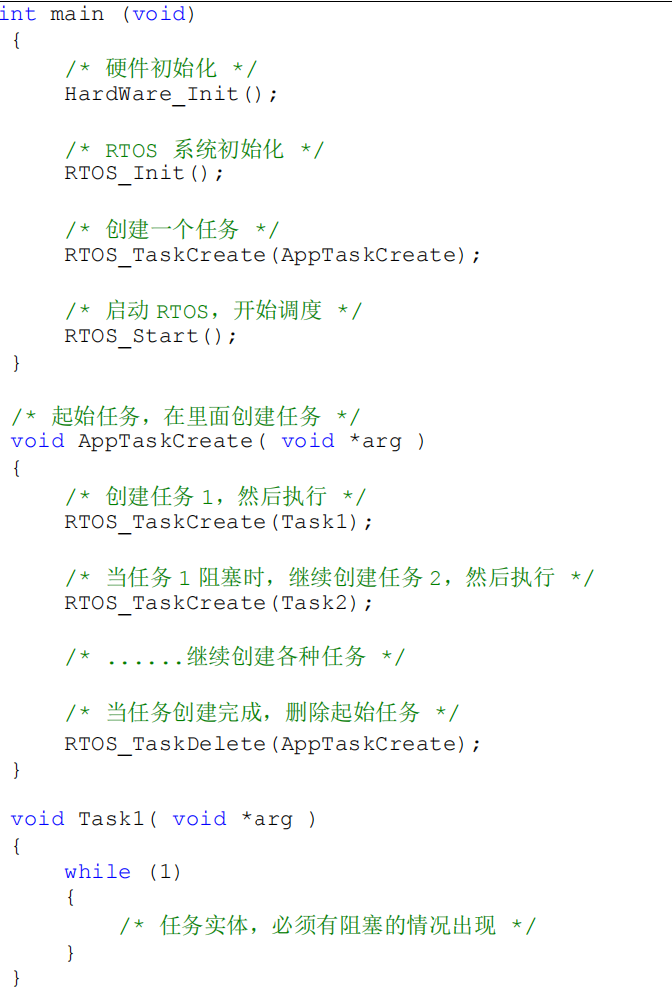 int main (void)
{
/* 硬件初始化 */
HardWare_Init();
/* RTOS 系统初始化 */
RTOS_Init();
/* 创建一个任务 */
RTOS_TaskCreate(AppTaskCreate);
/* 启动 RTOS，开始调度 */
RTOS_Start();
}
/* 起始任务，在里面创建任务 */
void AppTaskCreate( void *arg )
{
/* 创建任务 1，然后执行 */
RTOS_TaskCreate(Task1);
/* 当任务 1 阻塞时，继续创建任务 2，然后执行 */
RTOS_TaskCreate(Task2);
/* ......继续创建各种任务 */
/* 当任务创建完成，删除起始任务 */
RTOS_TaskDelete(AppTaskCreate);
}
void Task1( void *arg )
{
while (1)
{
/* 任务实体，必须有阻塞的情况出现 */
}
}